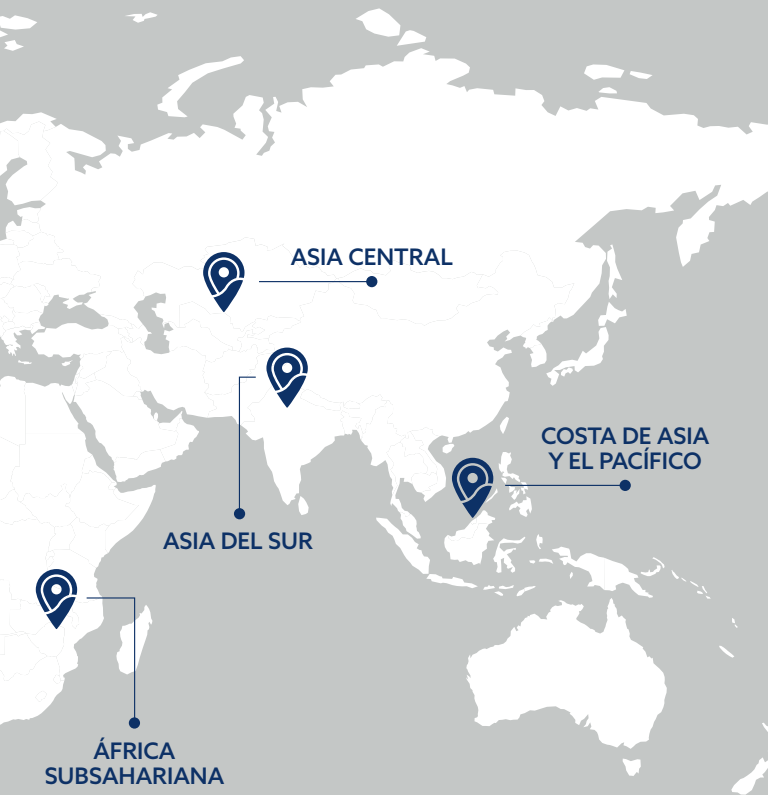 ASIA CENTRAL
COSTA DE ASIA
Y EL PACÍFICO
ASIA DEL SUR
ÁFRICA
SUBSAHARIANA